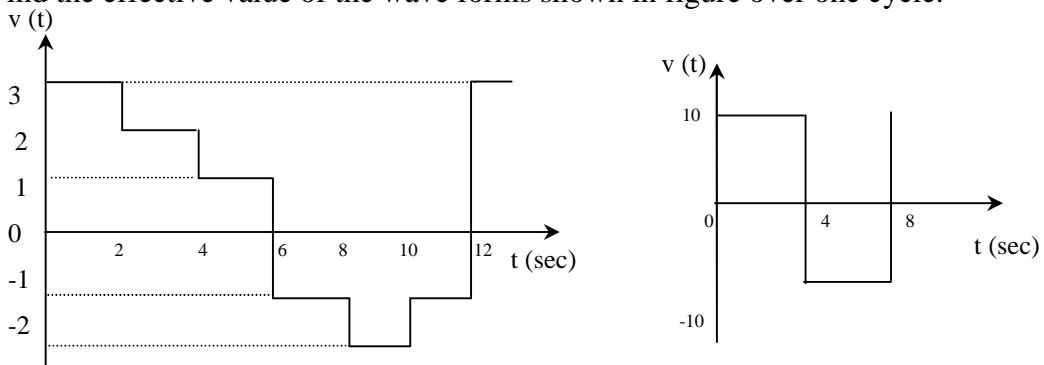 nd the effective value of the wave forms shown in figure over one cycle.
v (t)
3
2
1
0
-1
-2
2 4 6 8 10 12
t (sec)
v (t)
10
0 4 8
t (sec)
-10